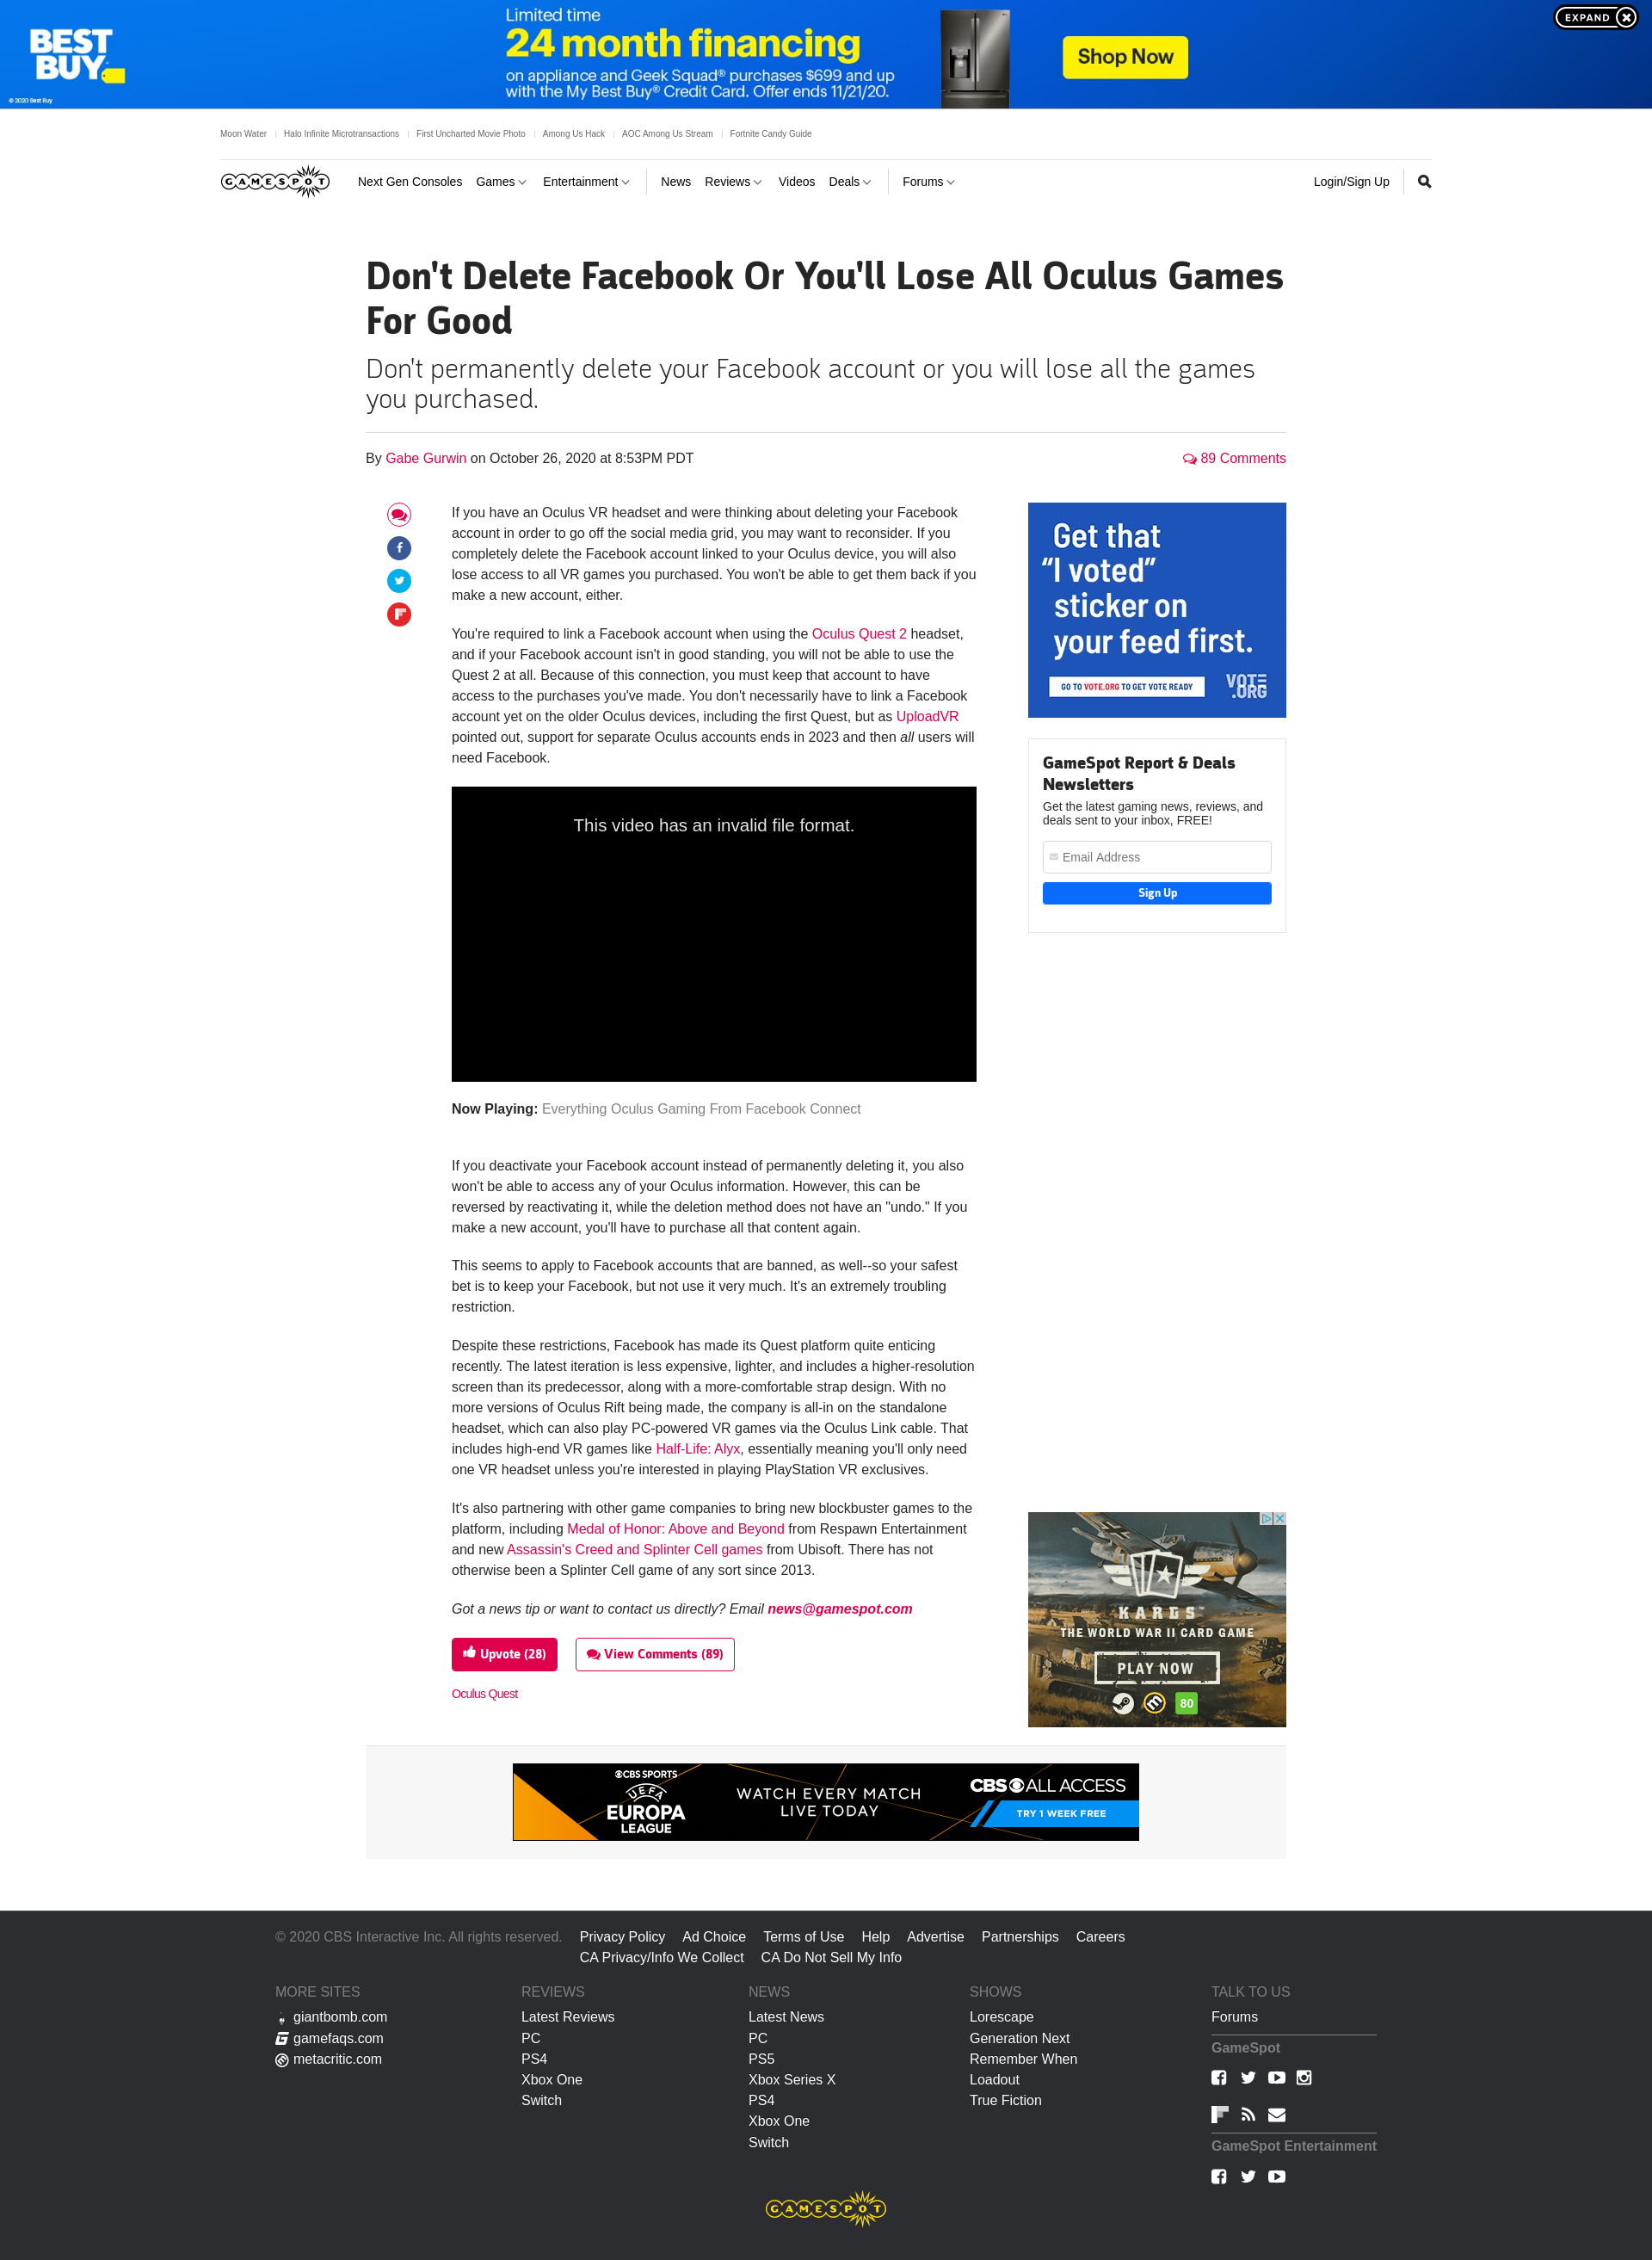 BEST
BUY
© 2020 Best Buy
Limited time
24 month financing
on appliance and Geek Squad® purchases $699 and up
with the My Best Buy® Credit Card. Offer ends 11/21/20.
Shop Now
EXPAND
Moon Water
Halo Infinite Microtransactions
First Uncharted Movie Photo
Among Us Hack
AOC Among Us Stream
Fortnite Candy Guide
GAMESPOT
Next Gen Consoles
Games
Entertainment
News
Reviews
Videos
Deals
Forums
Login/Sign Up
Don't Delete Facebook Or You'll Lose All Oculus Games
For Good
Don't permanently delete your Facebook account or you will lose all the games
you purchased.
By Gabe Gurwin on October 26, 2020 at 8:53PM PDT
89 Comments
If you have an Oculus VR headset and were thinking about deleting your Facebook
account in order to go off the social media grid, you may want to reconsider. If you
completely delete the Facebook account linked to your Oculus device, you will also
lose access to all VR games you purchased. You won't be able to get them back if you
make a new account, either.
You're required to link a Facebook account when using the Oculus Quest 2 headset,
and if your Facebook account isn't in good standing, you will not be able to use the
Quest 2 at all. Because of this connection, you must keep that account to have
access to the purchases you've made. You don't necessarily have to link a Facebook
account yet on the older Oculus devices, including the first Quest, but as UploadVR
pointed out, support for separate Oculus accounts ends in 2023 and then all users will
need Facebook.
This video has an invalid file format.
Now Playing: Everything Oculus Gaming From Facebook Connect
If you deactivate your Facebook account instead of permanently deleting it, you also
won't be able to access any of your Oculus information. However, this can be
reversed by reactivating it, while the deletion method does not have an "undo." If you
make a new account, you'll have to purchase all that content again.
This seems to apply to Facebook accounts that are banned, as well--so your safest
bet is to keep your Facebook, but not use it very much. It's an extremely troubling
restriction.
Despite these restrictions, Facebook has made its Quest platform quite enticing
recently. The latest iteration is less expensive, lighter, and includes a higher-resolution
screen than its predecessor, along with a more-comfortable strap design. With no
more versions of Oculus Rift being made, the company is all-in on the standalone
headset, which can also play PC-powered VR games via the Oculus Link cable. That
includes high-end VR games like Half-Life: Alyx, essentially meaning you'll only need
one VR headset unless you're interested in playing PlayStation VR exclusives.
It's also partnering with other game companies to bring new blockbuster games to the
platform, including Medal of Honor: Above and Beyond from Respawn Entertainment
and new Assassin's Creed and Splinter Cell games from Ubisoft. There has not
otherwise been a Splinter Cell game of any sort since 2013.
Got a news tip or want to contact us directly? Email news@gamespot.com
Upvote (28)
View Comments (89)
Oculus Quest
Get that
“I voted”
sticker on
your feed first.
GO TO VOTE.ORG TO GET VOTE READY
VOTE
.ORG
GameSpot Report & Deals
Newsletters
Get the latest gaming news, reviews, and
deals sent to your inbox, FREE!
Email Address
Sign Up
KARDS™
THE WORLD WAR II CARD GAME
PLAY NOW
80
CBS SPORTS
UEFA
EUROPA
LEAGUE
WATCH EVERY MATCH
LIVE TODAY
CBS ALL ACCESS
TRY 1 WEEK FREE
© 2020 CBS Interactive Inc. All rights reserved.
Privacy Policy
Ad Choice
Terms of Use
Help
Advertise
Partnerships
Careers
CA Privacy/Info We Collect
CA Do Not Sell My Info
MORE SITES
giantbomb.com
gamefaqs.com
metacritic.com
REVIEWS
Latest Reviews
PC
PS4
Xbox One
Switch
NEWS
Latest News
PC
PS5
Xbox Series X
PS4
Xbox One
Switch
SHOWS
Lorescape
Generation Next
Remember When
Loadout
True Fiction
TALK TO US
Forums
GameSpot
GameSpot Entertainment
GAMESPOT